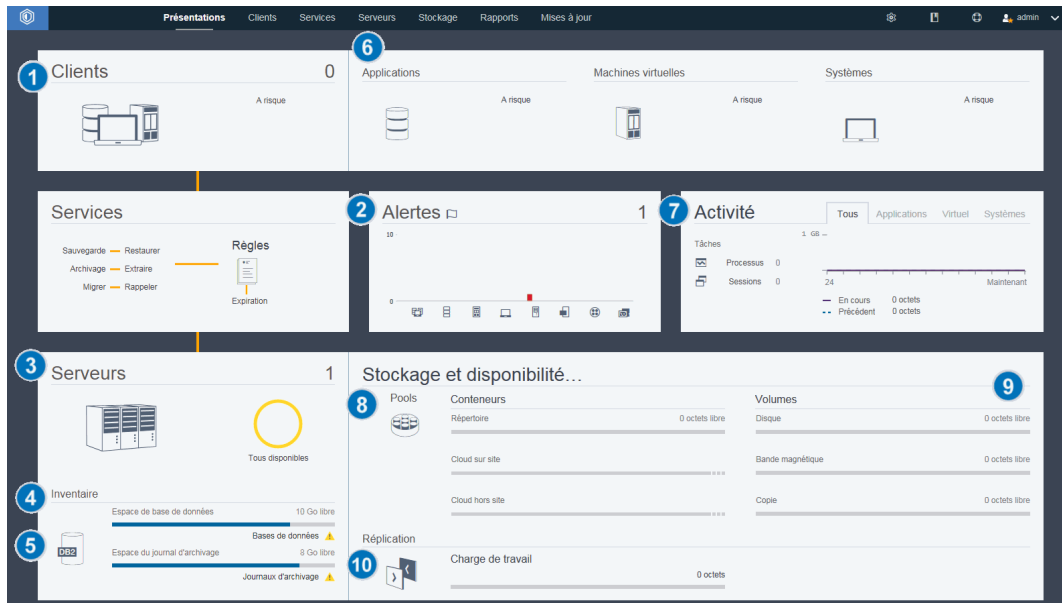 Présentations Clients Services Serveurs Stockage Rapports Mises à jour admin
1 Clients 0
A risque
6
Applications Machines virtuelles Systèmes
A risque A risque A risque
Services
Sauvegarde Restaurer
Archivage Extraire
Migrer Rappeler
Règles
Expiration
2 Alertes 1
10
0
7 Activité Tous Applications Virtuel Systèmes
1 GB
Tâches
Processus 0
Sessions 0
24 Maintenant
En cours 0 octets
Précédent 0 octets
3 Serveurs 1
Tous disponibles
4 Inventaire
Espace de base de données 10 Go libre
Bases de données
5 DB2 Espace du journal d'archivage 8 Go libre
Journaux d'archivage
Stockage et disponibilité...
8 Pools Conteneurs Volumes 9
Répertoire 0 octets libre Disque 0 octets libre
Cloud sur site Bande magnétique 0 octets libre
Cloud hors site Copie 0 octets libre
Réplication
10 Charge de travail
0 octets